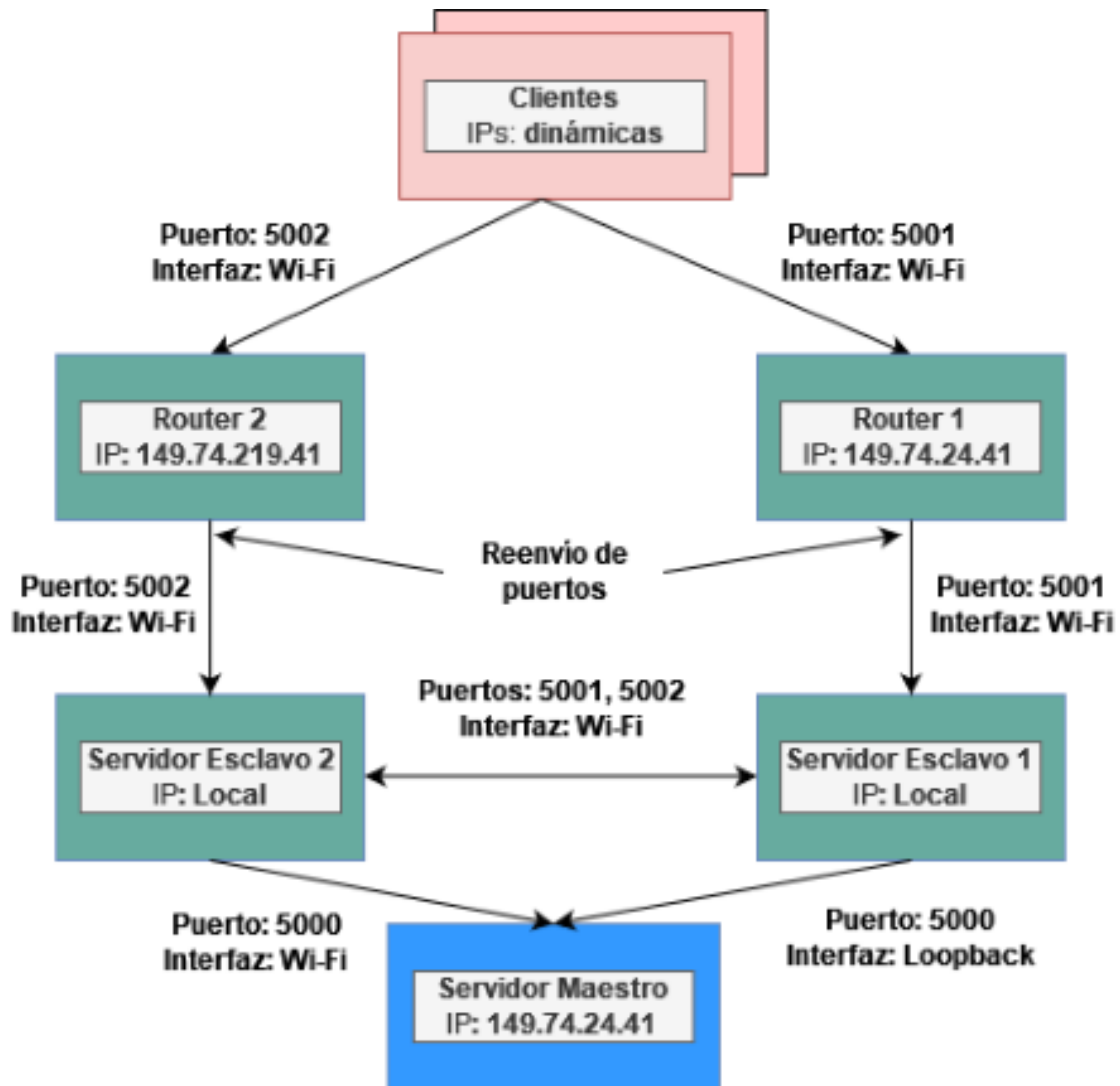 Clientes
IPs: dinámicas
Puerto: 5002
Interfaz: Wi-Fi
Puerto: 5001
Interfaz: Wi-Fi
Router 2
IP: 149.74.219.41
Router 1
IP: 149.74.24.41
Reenvio de
puertos
Puerto: 5002
Interfaz: Wi-Fi
Puerto: 5001
Interfaz: Wi-Fi
Puertos: 5001, 5002
Interfaz: Wi-Fi
Servidor Esclavo 2
IP: Local
Servidor Esclavo 1
IP: Local
Puerto: 5000
Interfaz: Wi-Fi
Puerto: 5000
Interfaz: Loopback
Servidor Maestro
IP: 149.74.24.41